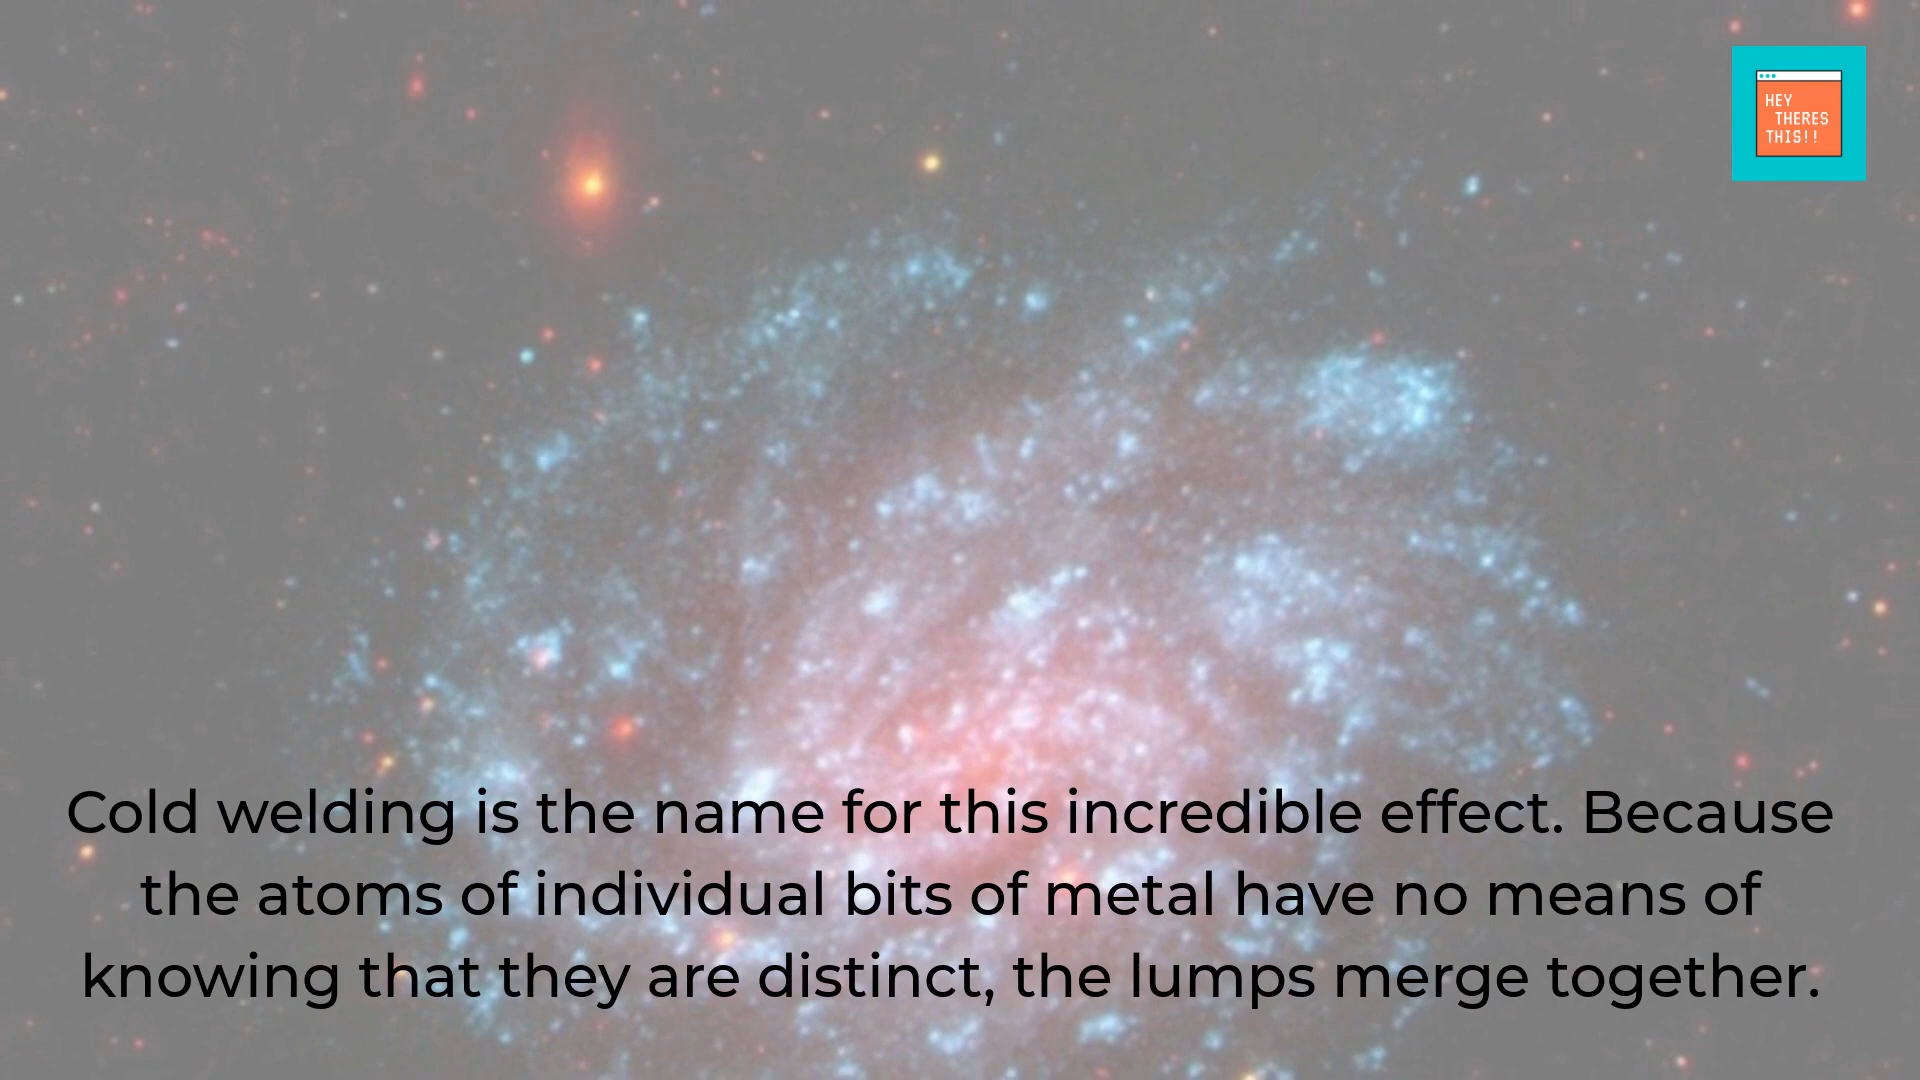 HEY
THERES
THIS!!
Cold welding is the name for this incredible effect. Because
the atoms of individual bits of metal have no means of
knowing that they are distinct, the lumps merge together.